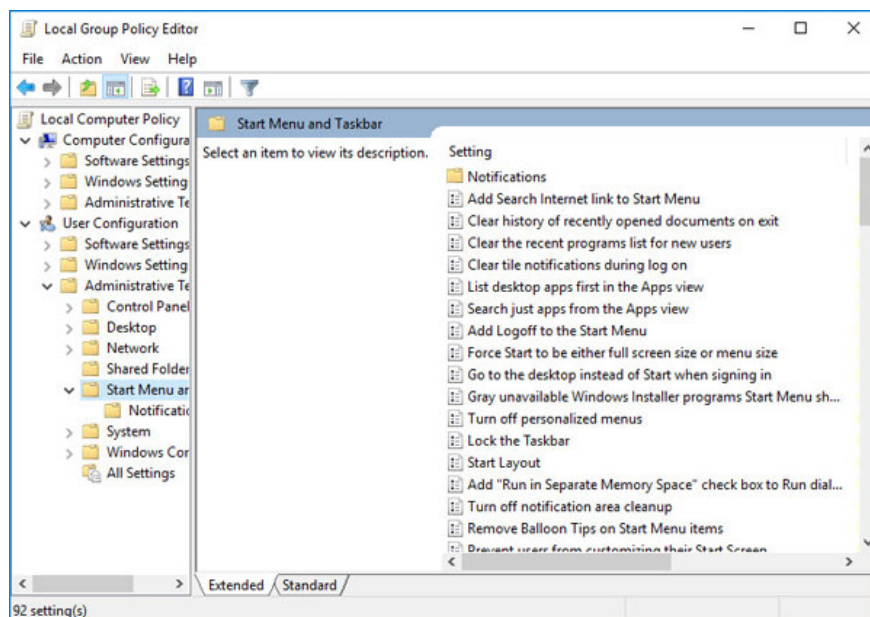 Local Group Policy Editor
File Action View Help
Local Computer Policy
Computer Configura
Software Settings
Windows Setting
Administrative Te
User Configuration
Software Settings
Windows Setting
Administrative Te
Control Panel
Desktop
Network
Shared Folder
Start Menu an
Notificatio
System
Windows Cor
All Settings
Start Menu and Taskbar
Select an item to view its description.
Setting
Notifications
Add Search Internet link to Start Menu
Clear history of recently opened documents on exit
Clear the recent programs list for new users
Clear tile notifications during log on
List desktop apps first in the Apps view
Search just apps from the Apps view
Add Logoff to the Start Menu
Force Start to be either full screen size or menu size
Go to the desktop instead of Start when signing in
Gray unavailable Windows Installer programs Start Menu sh...
Turn off personalized menus
Lock the Taskbar
Start Layout
Add "Run in Separate Memory Space" check box to Run dial...
Turn off notification area cleanup
Remove Balloon Tips on Start Menu items
Prevent users from customizing their Start Screen
Extended Standard
92 setting(s)